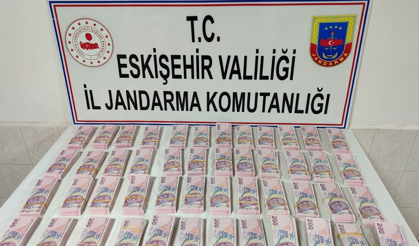 T.C.
ESKİŞEHİR VALİLİĞİ
İL JANDARMA KOMUTANLIĞI